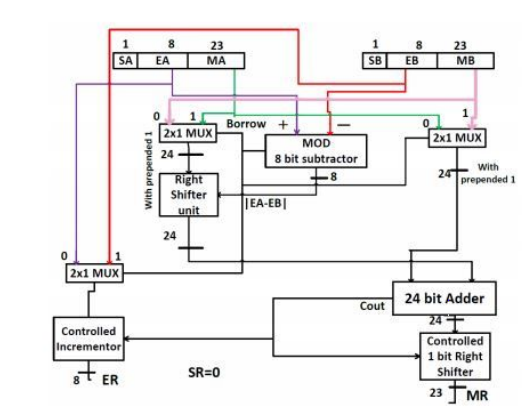 1 8 23
SA EA MA
1 8 23
SB EB MB
0 1
2x1 MUX
Borrow + —
MOD
8 bit subtractor
0 1
2x1 MUX
With prepended 1
24
8
24
With
prepended 1
Right
Shifter
unit
|EA-EB|
24
0 1
2x1 MUX
24 bit Adder
Cout
24
Controlled
Incrementor
Controlled
1 bit Right
Shifter
8 ER
SR=0
23 MR